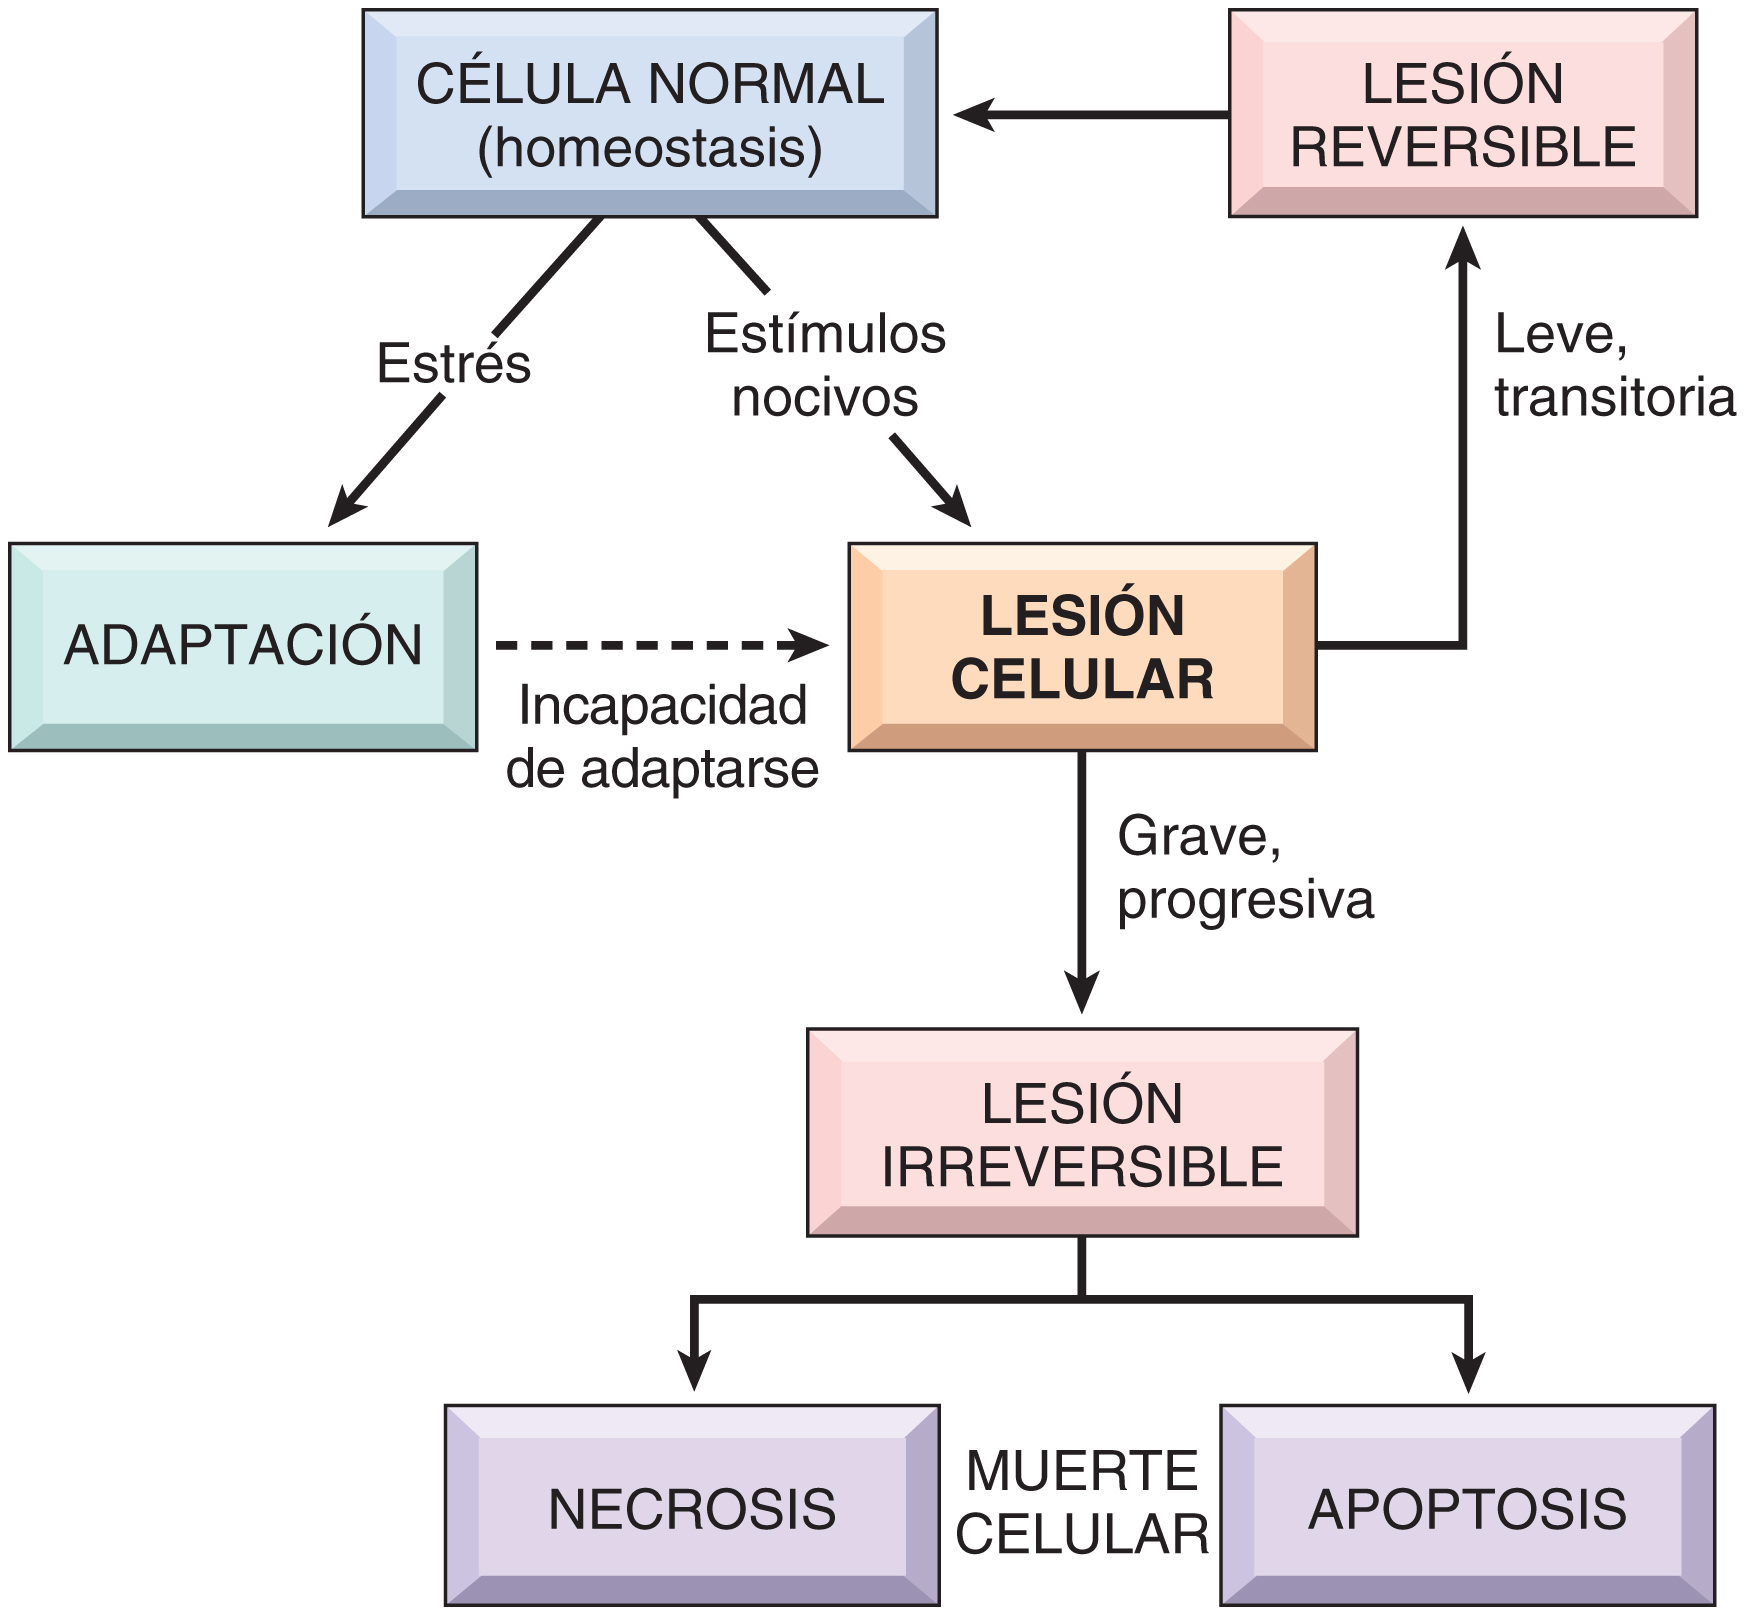 CÉLULA NORMAL
(homeostasis)
LESIÓN
REVERSIBLE
Estrés
Estímulos
nocivos
Leve,
transitoria
ADAPTACIÓN
Incapacidad
de adaptarse
LESIÓN
CELULAR
Grave,
progresiva
LESIÓN
IRREVERSIBLE
NECROSIS
MUERTE
CELULAR
APOPTOSIS